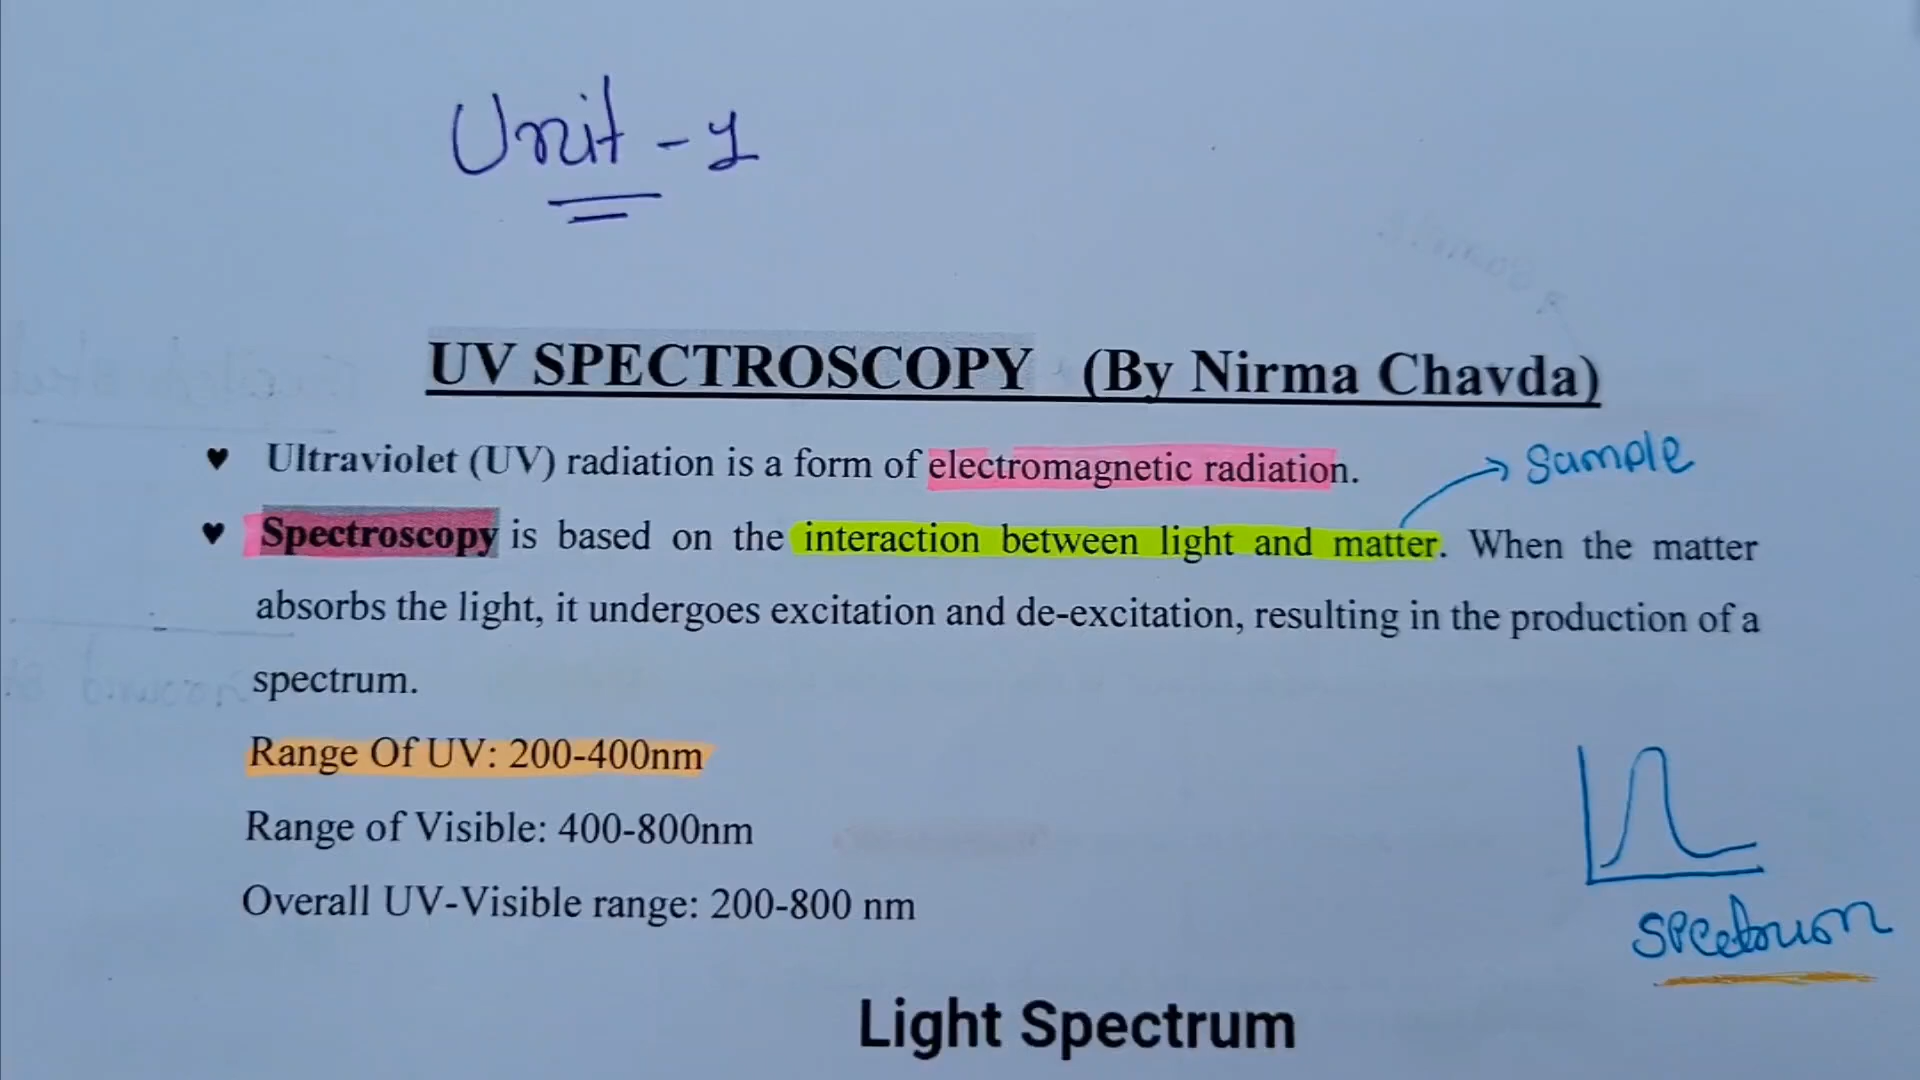 Unit - 1
UV SPECTROSCOPY (By Nirma Chavda)
♥ Ultraviolet (UV) radiation is a form of electromagnetic radiation.
→ Sample
♥ Spectroscopy is based on the interaction between light and matter. When the matter
absorbs the light, it undergoes excitation and de-excitation, resulting in the production of a
spectrum.
Range Of UV: 200-400nm
Range of Visible: 400-800nm
Overall UV-Visible range: 200-800 nm
Spectrum
Light Spectrum